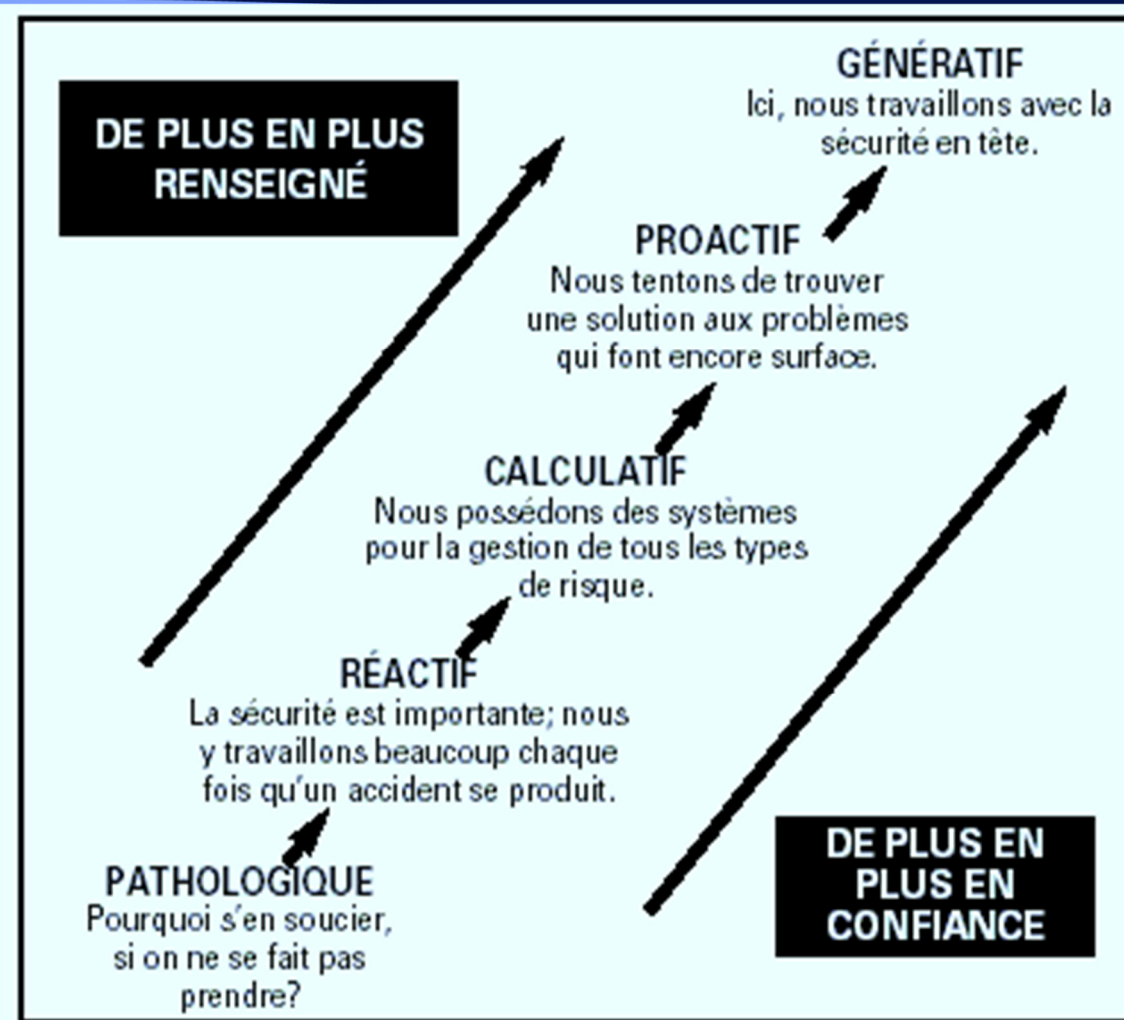 DE PLUS EN PLUS
RENSEIGNÉ
GÉNÉRATIF
Ici, nous travaillons avec la
sécurité en tête.
PROACTIF
Nous tentons de trouver
une solution aux problèmes
qui font encore surface.
CALCULATIF
Nous possédons des systèmes
pour la gestion de tous les types
de risque.
RÉACTIF
La sécurité est importante; nous
y travaillons beaucoup chaque
fois qu'un accident se produit.
PATHOLOGIQUE
Pourquoi s'en soucier,
si on ne se fait pas
prendre?
DE PLUS EN
PLUS EN
CONFIANCE